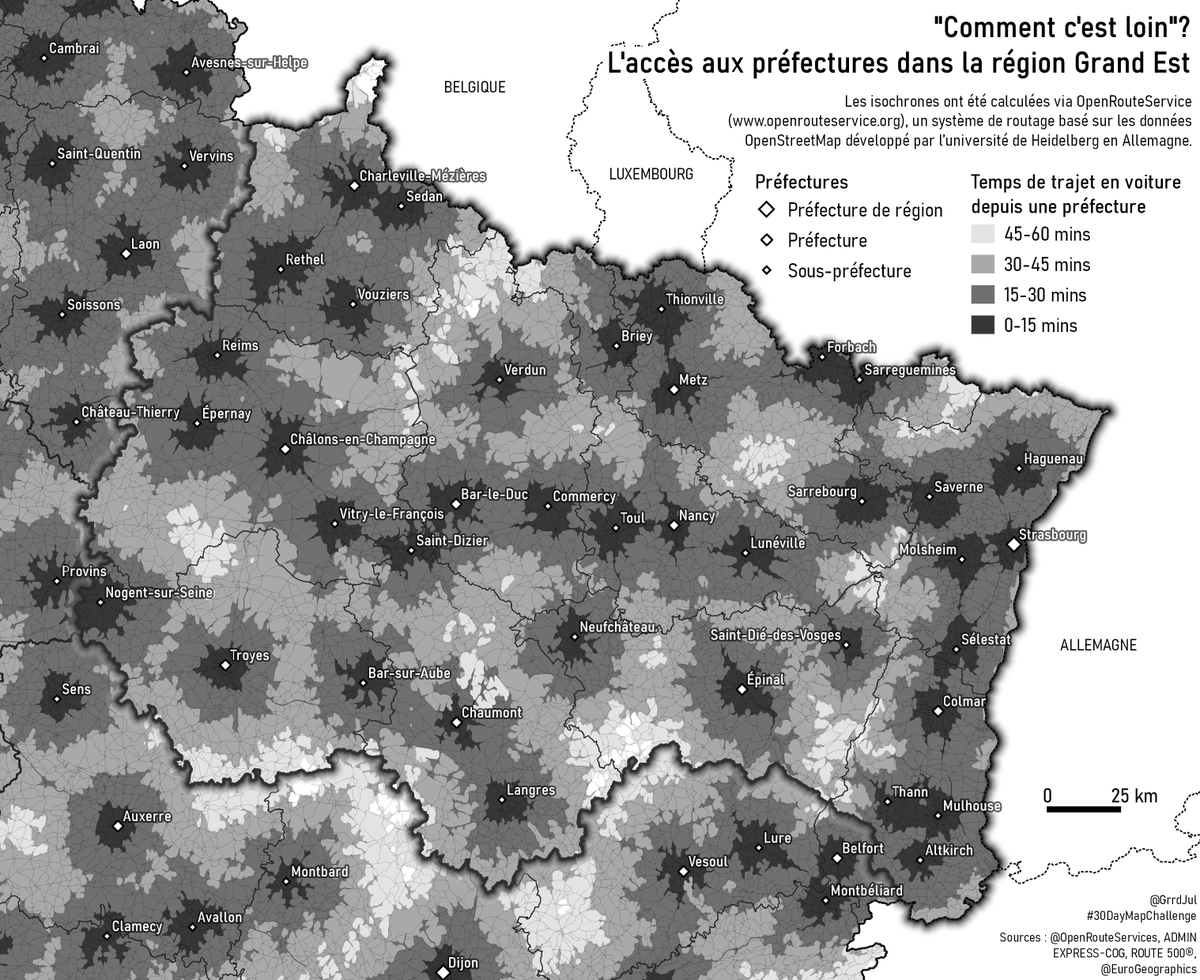 "Comment c'est loin"?
L'accès aux préfectures dans la région Grand Est
Les isochrones ont été calculées via OpenRouteService
(www.openrouteservice.org), un système de routage basé sur les données
OpenStreetMap développé par l'université de Heidelberg en Allemagne.
Préfectures
Préfecture de région
Préfecture
Sous-préfecture
Temps de trajet en voiture
depuis une préfecture
45-60 mins
30-45 mins
15-30 mins
0-15 mins
BELGIQUE
LUXEMBOURG
ALLEMAGNE
Cambrai
Avesnes-sur-Helpe
Saint-Quentin
Vervins
Charleville-Mézières
Sedan
Laon
Rethel
Vouziers
Soissons
Thionville
Briey
Reims
Forbach
Sarreguemines
Verdun
Metz
Château-Thierry
Épernay
Châlons-en-Champagne
Haguenau
Bar-le-Duc
Commercy
Sarrebourg
Saverne
Vitry-le-François
Toul
Nancy
Saint-Dizier
Lunéville
Molsheim
Strasbourg
Provins
Nogent-sur-Seine
Neufchâteau
Saint-Dié-des-Vosges
Sélestat
Troyes
Bar-sur-Aube
Épinal
Sens
Chaumont
Colmar
Langres
Thann
Mulhouse
Auxerre
Lure
Belfort
Altkirch
Vesoul
Montbard
Montbéliard
Clamecy
Avallon
Dijon
0 25 km
@GrrdJul
#30DayMapChallenge
Sources : @OpenRouteServices, ADMIN
EXPRESS-COG, ROUTE 500®,
@EuroGeographics